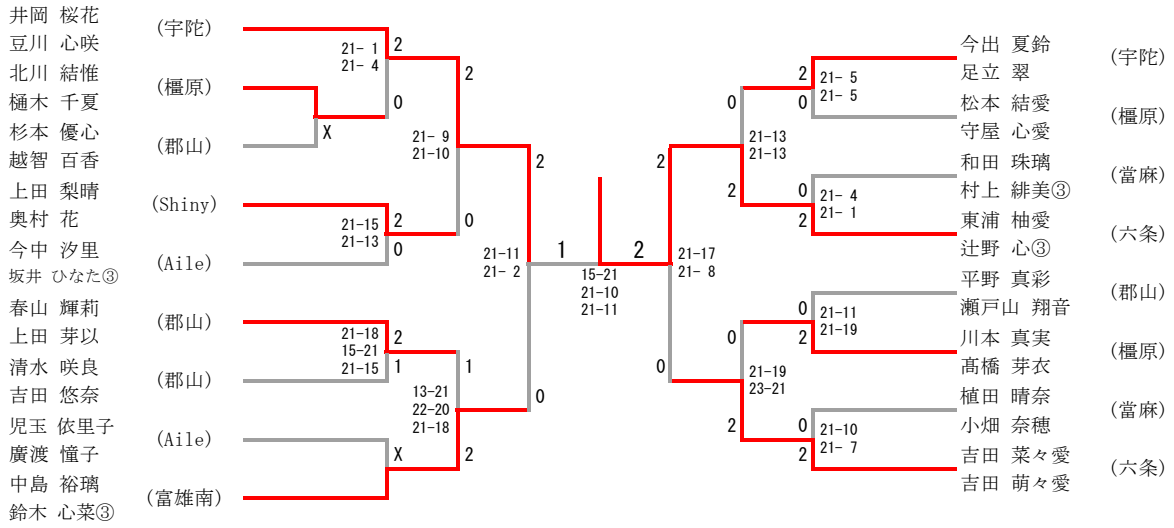 井岡 桜花
豆川 心咲
(宇陀)
北川 結惟
樋木 千夏
(橿原)
杉本 優心
越智 百香
(郡山)
上田 梨晴
奥村 花
(Shiny)
今中 汐里
坂井 ひなた③
(Aile)
春山 輝莉
上田 芽以
(郡山)
清水 咲良
吉田 悠奈
(郡山)
児玉 依里子
廣渡 憧子
(Aile)
中島 裕璃
鈴木 心菜③
(富雄南)
21- 1
21- 4
2
0
X
21-15
21-13
2
0
21- 9
21-10
2
0
21-18
15-21
21-15
2
1
X
13-21
22-20
21-18
1
2
21-11
21- 2
2
0
1
2
15-21
21-10
21-11
21-17
21- 8
2
0
21-13
21-13
0
2
21- 5
21- 5
2
0
21- 4
21- 1
0
2
21-19
23-21
0
2
21-11
21-19
0
2
21-10
21- 7
0
2
今出 夏鈴
足立 翠
(宇陀)
松本 結愛
守屋 心愛
(橿原)
和田 珠璃
村上 緋美③
(當麻)
東浦 柚愛
辻野 心③
(六条)
平野 真彩
瀬戸山 翔音
(郡山)
川本 真実
髙橋 芽衣
(橿原)
植田 晴奈
小畑 奈穂
(當麻)
吉田 菜々愛
吉田 萌々愛
(六条)